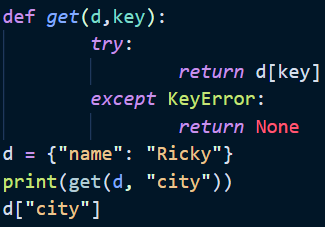 def get(d,key):
        try:
                return d[key]
        except KeyError:
                return None
d = {"name": "Ricky"}
print(get(d, "city"))
d["city"]